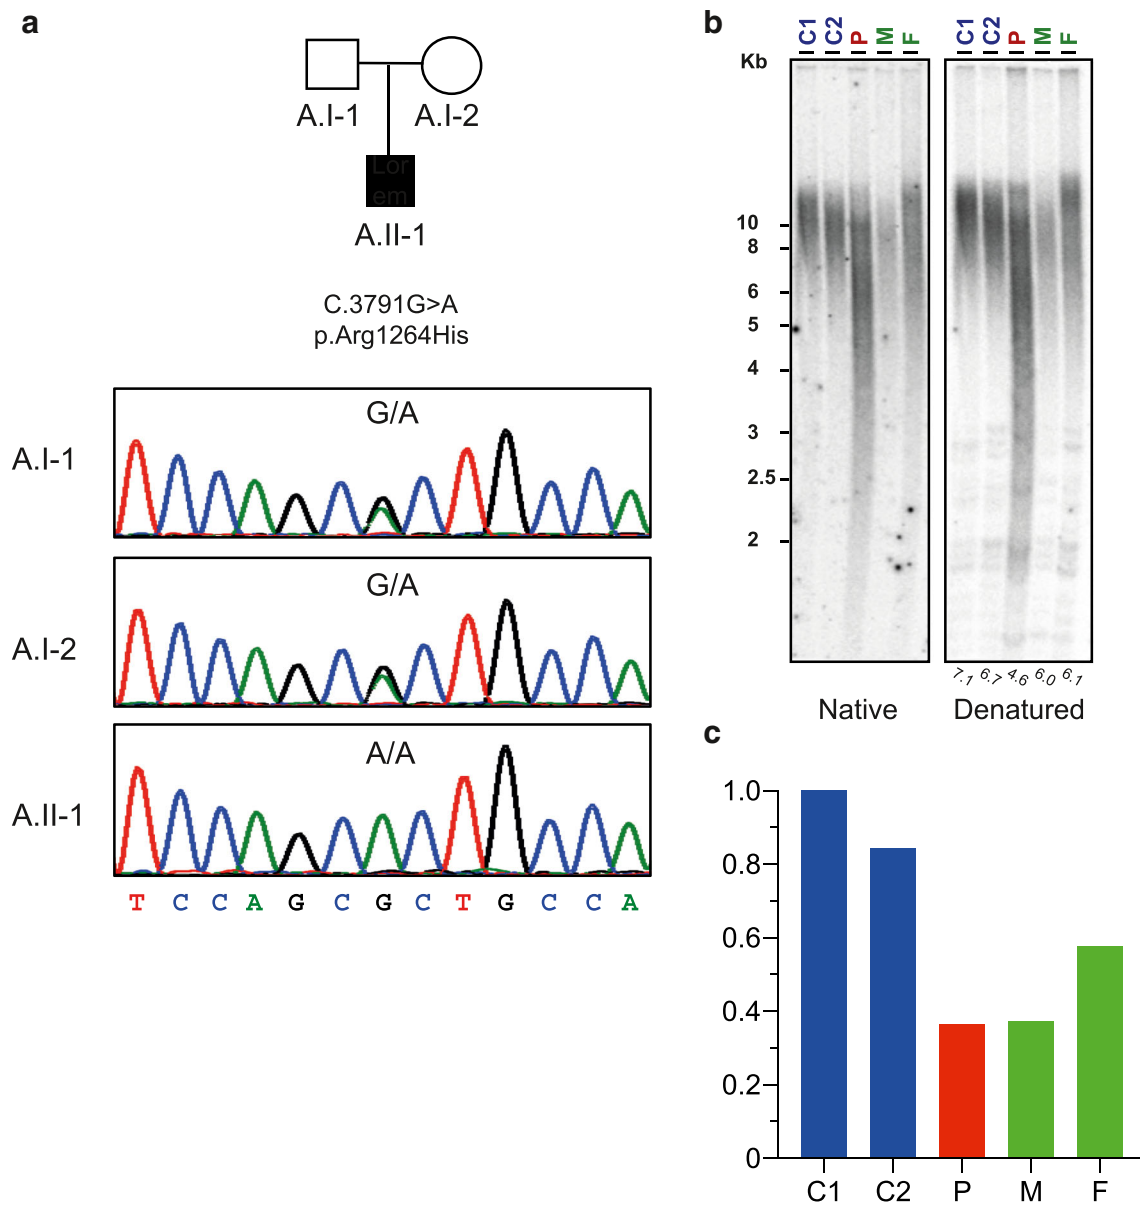 a
A.I-1
A.I-2
Lor
em
A.II-1
C.3791G>A
p.Arg1264His
G/A
A.I-1
G/A
A.I-2
A/A
A.II-1
T C C A G C G C T G C C A
b
C1 C2 P M F
C1 C2 P M F
Kb
10
8
6
5
4
3
2.5
2
7.1 6.7 4.6 6.0 6.1
Native
Denatured
c
1.0
0.8
0.6
0.4
0.2
0
C1 C2 P M F